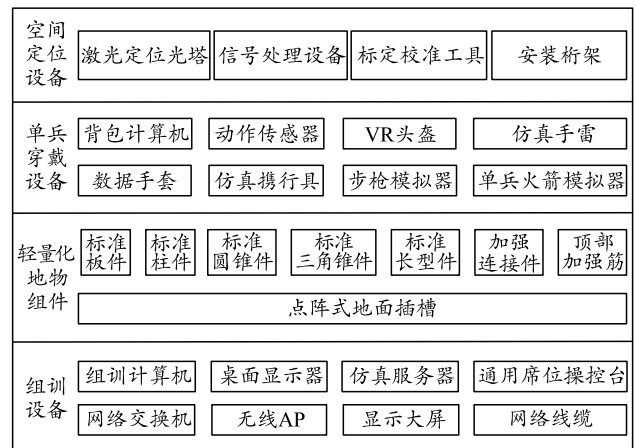 空间
定位
设备
激光定位光塔
信号处理设备
标定校准工具
安装桁架
单兵
穿戴
设备
背包计算机
动作传感器
VR头盔
仿真手雷
数据手套
仿真携行具
步枪模拟器
单兵火箭模拟器
轻量化
地物
组件
标准
板件
标准
柱件
标准
圆锥件
标准
三角锥件
标准
长型件
加强
连接件
顶部
加强筋
点阵式地面插槽
组训
设备
组训计算机
桌面显示器
仿真服务器
通用席位操控台
网络交换机
无线AP
显示大屏
网络线缆